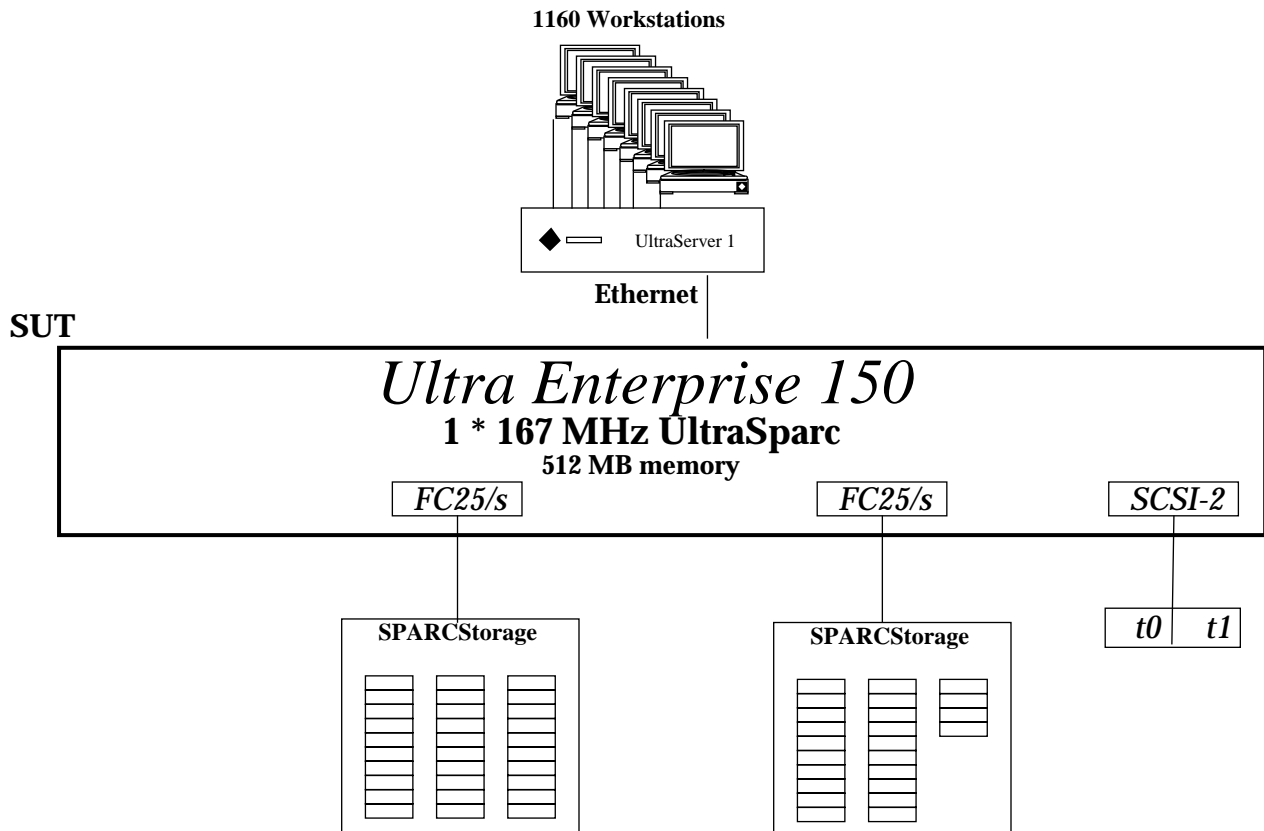 1160 Workstations
UltraServer 1
Ethernet
SUT
Ultra Enterprise 150
1 * 167 MHz UltraSparc
512 MB memory
FC25/s
FC25/s
SCSI-2
SPARCStorage
SPARCStorage
t0 t1